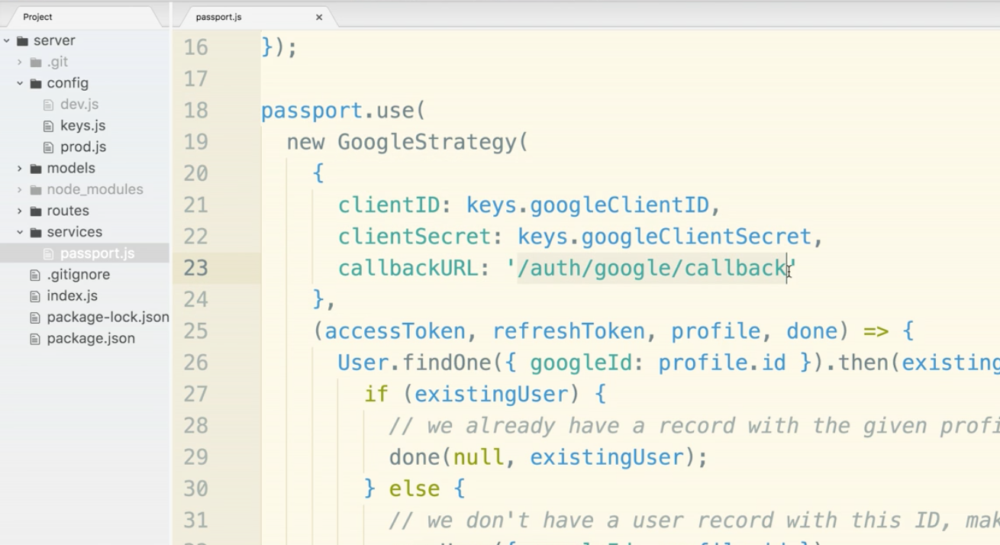 Project
server
.git
config
dev.js
keys.js
prod.js
models
node_modules
routes
services
passport.js
.gitignore
index.js
package-lock.json
package.json
passport.js ×
16 });
17
18 passport.use(
19 new GoogleStrategy(
20 {
21 clientID: keys.googleClientID,
22 clientSecret: keys.googleClientSecret,
23 callbackURL: '/auth/google/callback'
24 },
25 (accessToken, refreshToken, profile, done) => {
26 User.findOne({ googleId: profile.id }).then(existing
27 if (existingUser) {
28 // we already have a record with the given profi
29 done(null, existingUser);
30 } else {
31 // we don't have a user record with this ID, mak